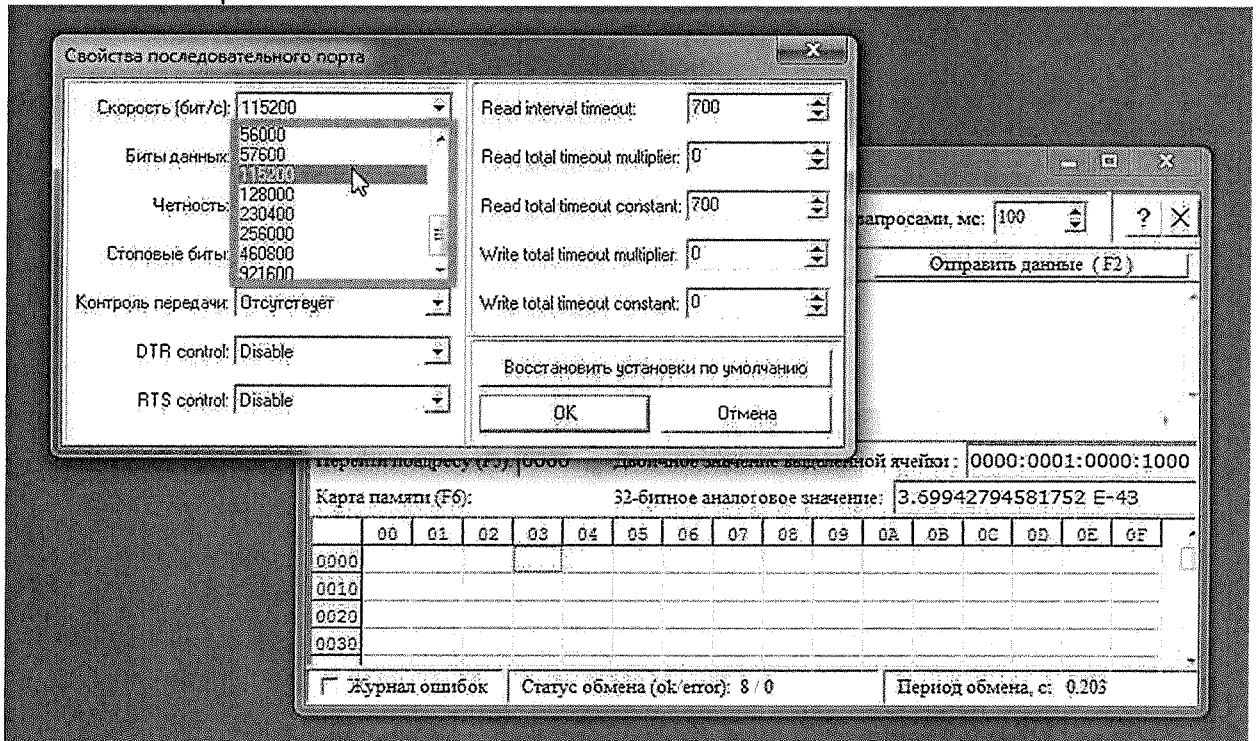 Свойства последовательного порта
Скорость (бит/с): 115200
56000
57600
115200
128000
230400
256000
460800
921600
Биты данных:
Четность:
Стоповые биты:
Контроль передачи: Отсутствует
DTR control: Disable
RTS control: Disable
Read interval timeout: 700
Read total timeout multiplier: 0
Read total timeout constant: 700
Write total timeout multiplier: 0
Write total timeout constant: 0
Восстановить установки по умолчанию
OK Отмена
запросами, мс: 100 ?
Отправить данные (F2)
Перейти по адресу (F5): 0000 Двоичное значение выделенной ячейки: 0000:0001:0000:1000
Карта памяти (F6): 32-битное аналоговое значение: 3.69942794581752 E-43
00 01 02 03 04 05 06 07 08 09 0A 0B 0C 0D 0E 0F
0000
0010
0020
0030
Журнал ошибок Статус обмена (ok/error): 8 / 0 Период обмена, с: 0.203